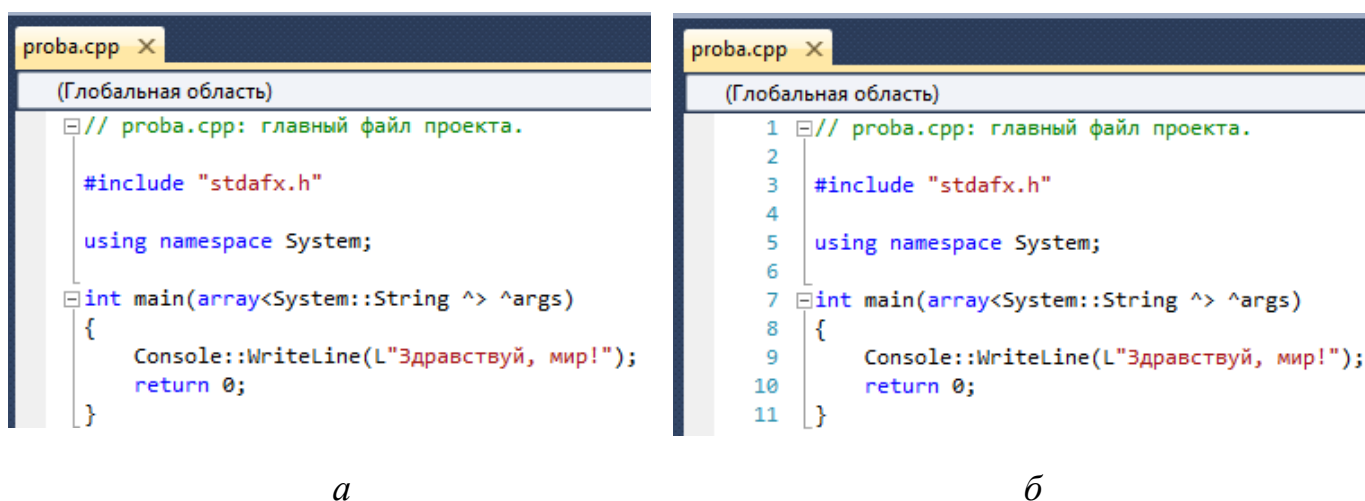 proba.cpp ×
(Глобальная область)
// proba.cpp: главный файл проекта.
#include "stdafx.h"
using namespace System;
int main(array<System::String ^> ^args)
{
Console::WriteLine(L"Здравствуй, мир!");
return 0;
}
а
proba.cpp ×
(Глобальная область)
1 // proba.cpp: главный файл проекта.
2
3 #include "stdafx.h"
4
5 using namespace System;
6
7 int main(array<System::String ^> ^args)
8 {
9 Console::WriteLine(L"Здравствуй, мир!");
10 return 0;
11 }
б